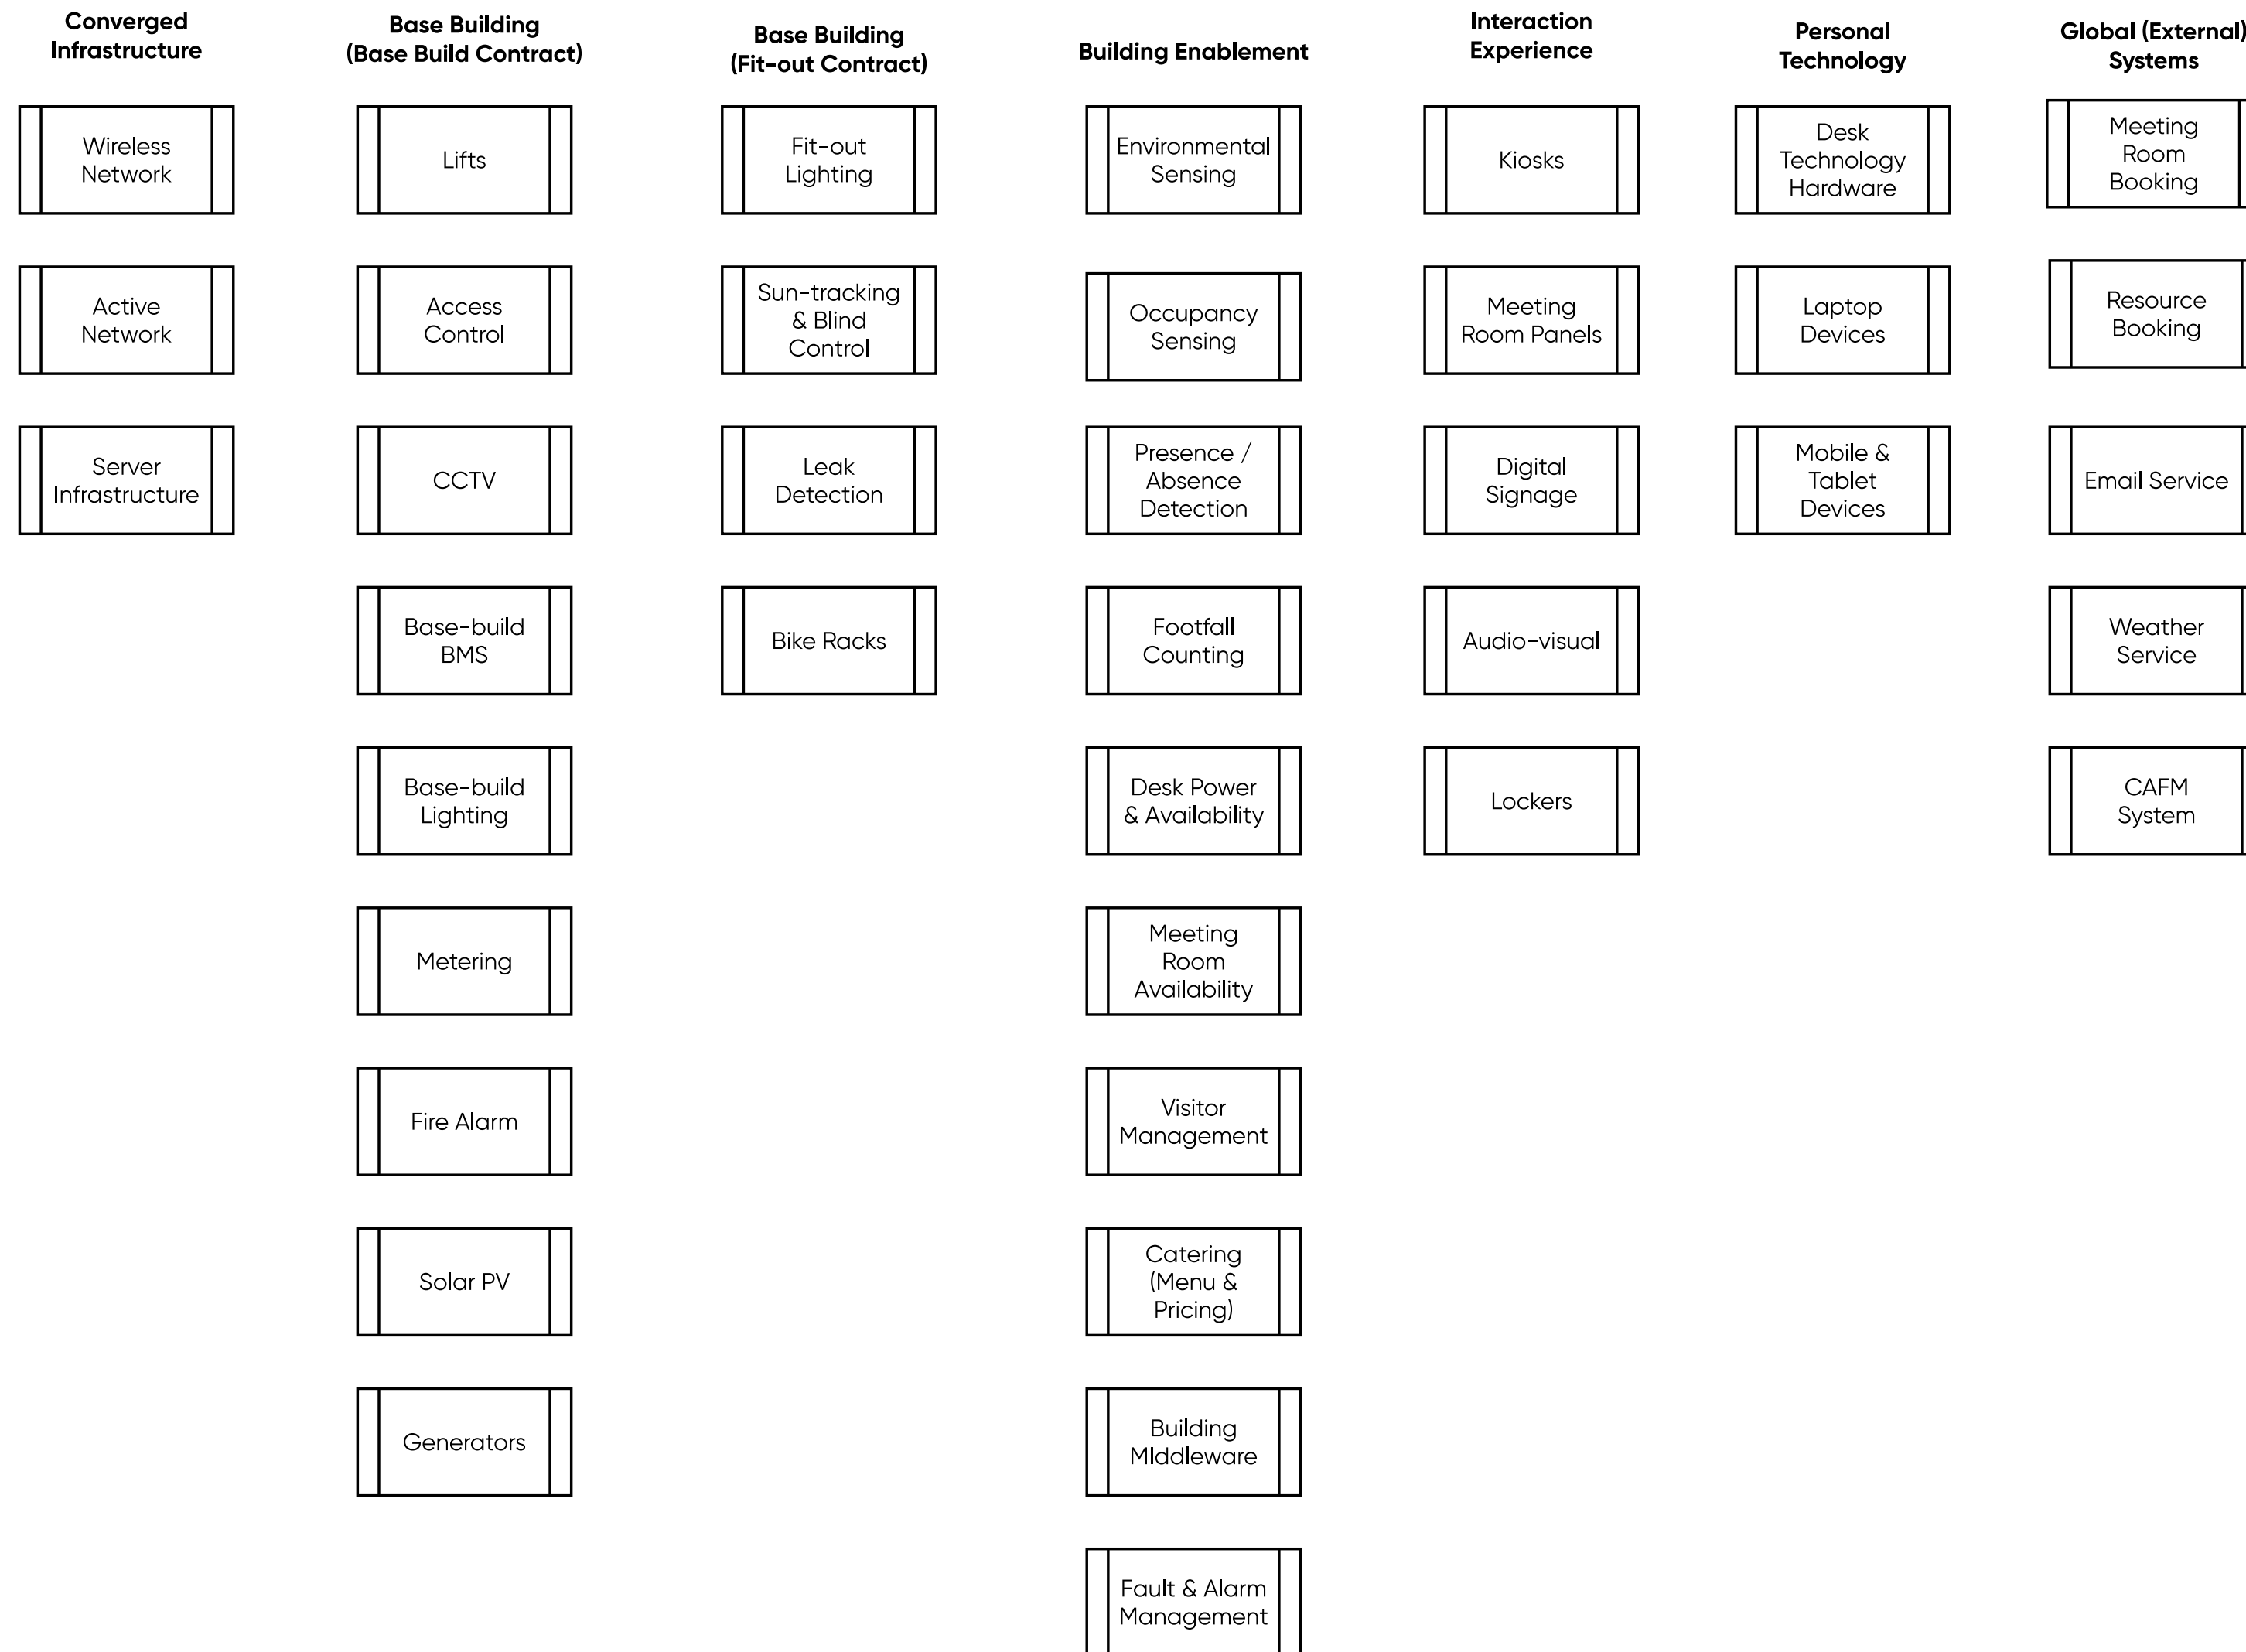 Converged
Infrastructure
Wireless
Network
Active
Network
Server
Infrastructure
Base Building
(Base Build Contract)
Lifts
Access
Control
CCTV
Base-build
BMS
Base-build
Lighting
Metering
Fire Alarm
Solar PV
Generators
Base Building
(Fit-out Contract)
Fit-out
Lighting
Sun-tracking
& Blind
Control
Leak
Detection
Bike Racks
Building Enablement
Environmental
Sensing
Occupancy
Sensing
Presence /
Absence
Detection
Footfall
Counting
Desk Power
& Availability
Meeting
Room
Availability
Visitor
Management
Catering
(Menu &
Pricing)
Building
MIddleware
Fault & Alarm
Management
Interaction
Experience
Kiosks
Meeting
Room Panels
Digital
Signage
Audio-visual
Lockers
Personal
Technology
Desk
Technology
Hardware
Laptop
Devices
Mobile &
Tablet
Devices
Global (External)
Systems
Meeting
Room
Booking
Resource
Booking
Email Service
Weather
Service
CAFM
System